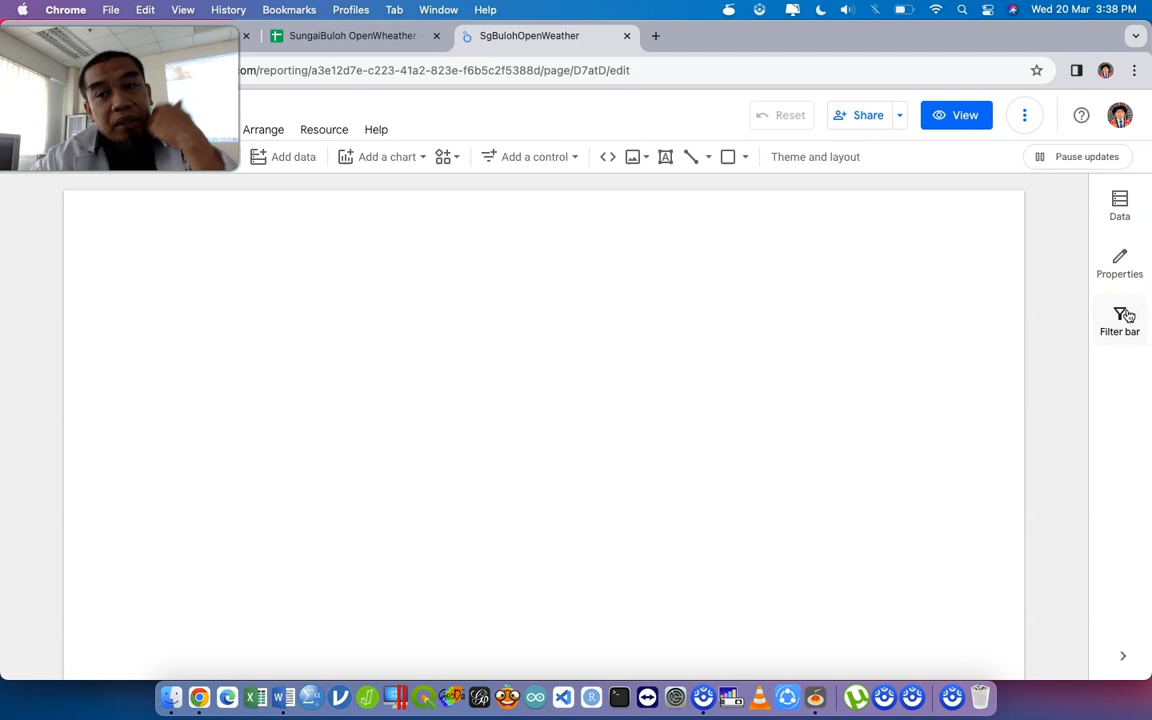 Chrome File Edit View History Bookmarks Profiles Tab Window Help Wed 20 Mar 3:38 PM
SungaiBuloh OpenWheather - SgBulohOpenWeather
com/reporting/a3e12d7e-c223-41a2-823e-f6b5c2f5388d/page/D7atD/edit
Reset Share View
Arrange Resource Help
Add data Add a chart Add a control Theme and layout Pause updates
Data
Properties
Filter bar